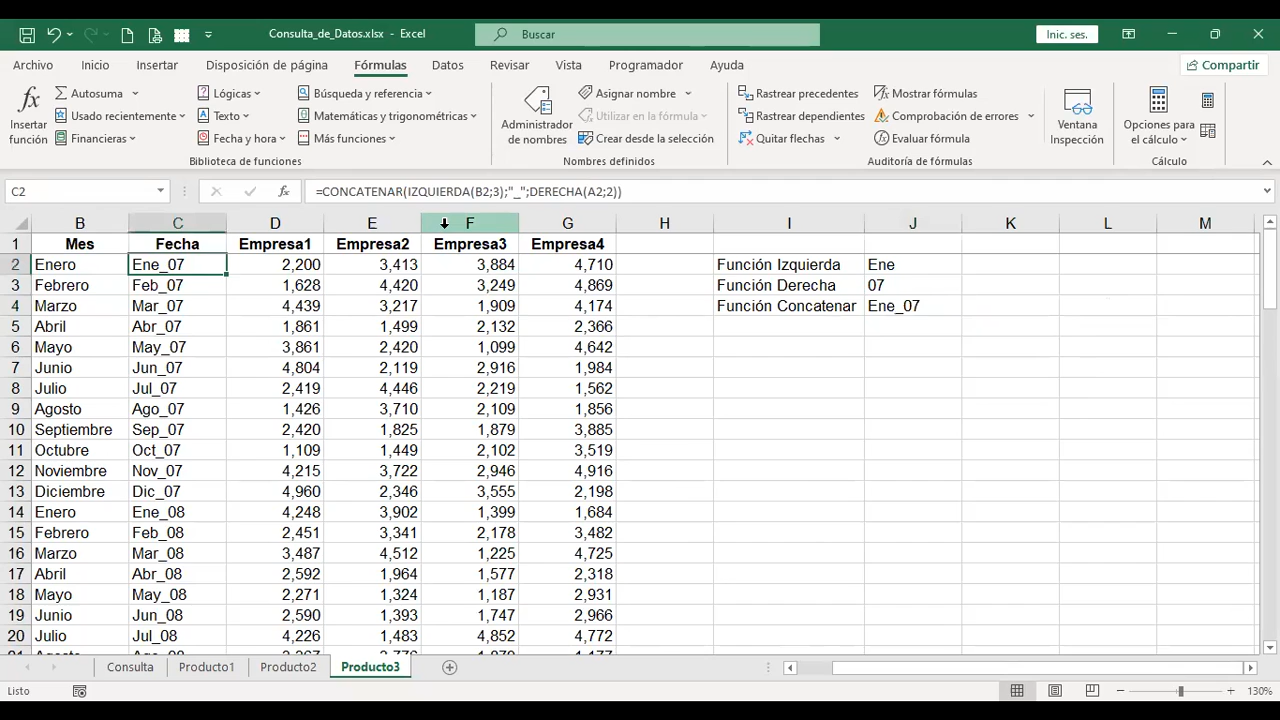 Consulta_de_Datos.xlsx - Excel
Buscar
Inic. ses.
Archivo Inicio Insertar Disposición de página Fórmulas Datos Revisar Vista Programador Ayuda
Compartir
fx Insertar función
Autosuma
Usado recientemente
Financieras
Lógicas
Texto
Fecha y hora
Búsqueda y referencia
Matemáticas y trigonométricas
Más funciones
Biblioteca de funciones
Administrador de nombres
Asignar nombre
Utilizar en la fórmula
Crear desde la selección
Nombres definidos
Rastrear precedentes
Rastrear dependientes
Quitar flechas
Mostrar fórmulas
Comprobación de errores
Evaluar fórmula
Auditoría de fórmulas
Ventana Inspección
Opciones para el cálculo
Cálculo
C2 fx =CONCATENAR(IZQUIERDA(B2;3);"_";DERECHA(A2;2))
B C D E F G H I J K L M
1 Mes Fecha Empresa1 Empresa2 Empresa3 Empresa4
2 Enero Ene_07 2,200 3,413 3,884 4,710 Función Izquierda Ene
3 Febrero Feb_07 1,628 4,420 3,249 4,869 Función Derecha 07
4 Marzo Mar_07 4,439 3,217 1,909 4,174 Función Concatenar Ene_07
5 Abril Abr_07 1,861 1,499 2,132 2,366
6 Mayo May_07 3,861 2,420 1,099 4,642
7 Junio Jun_07 4,804 2,119 2,916 1,984
8 Julio Jul_07 2,419 4,446 2,219 1,562
9 Agosto Ago_07 1,426 3,710 2,109 1,856
10 Septiembre Sep_07 2,420 1,825 1,879 3,885
11 Octubre Oct_07 1,109 1,449 2,102 3,519
12 Noviembre Nov_07 4,215 3,722 2,946 4,916
13 Diciembre Dic_07 4,960 2,346 3,555 2,198
14 Enero Ene_08 4,248 3,902 1,399 1,684
15 Febrero Feb_08 2,451 3,341 2,178 3,482
16 Marzo Mar_08 3,487 4,512 1,225 4,725
17 Abril Abr_08 2,592 1,964 1,577 2,318
18 Mayo May_08 2,271 1,324 1,187 2,931
19 Junio Jun_08 2,590 1,393 1,747 2,966
20 Julio Jul_08 4,226 1,483 4,852 4,772
Consulta Producto1 Producto2 Producto3
Listo
130%